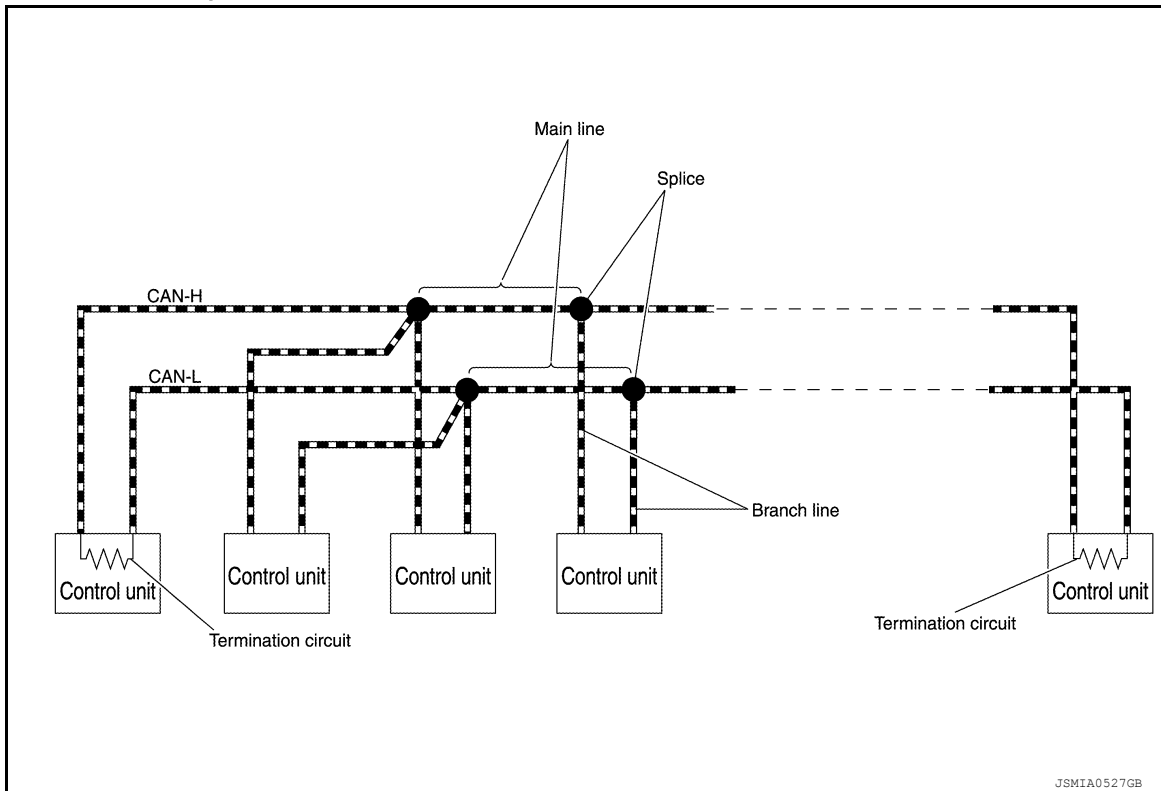 Main line
Splice
CAN-H
CAN-L
Branch line
Control unit
Control unit
Control unit
Control unit
Control unit
Termination circuit
Termination circuit
JSMIA0527GB